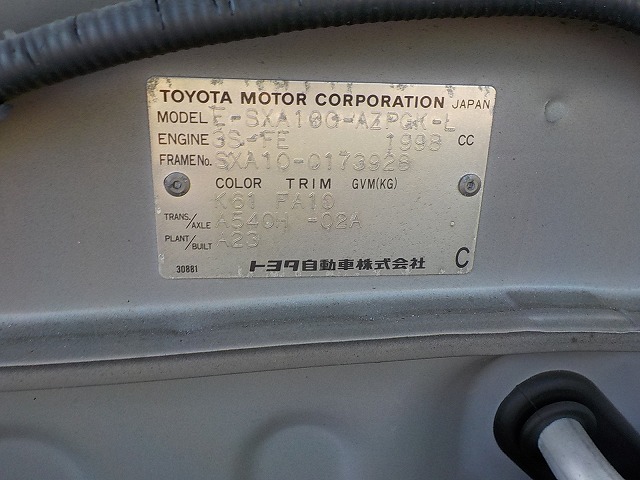 TOYOTA MOTOR CORPORATION JAPAN
MODEL E-SXA10G-AZPGK-L
ENGINE 3S-FE 1998 CC
FRAME No. SXA10-0173928
COLOR TRIM GVM(KG)
K61 FA10
TRANS./AXLE A540H -02A
PLANT/BUILT A23
30881 トヨタ自動車株式会社 C